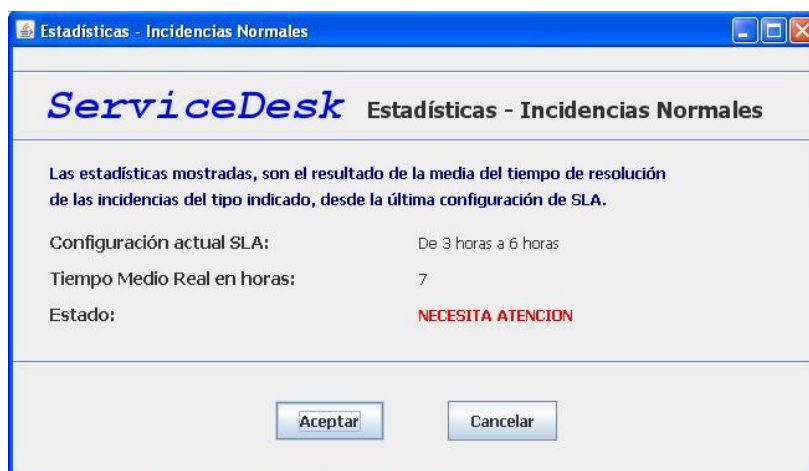 Estadísticas - Incidencias Normales
ServiceDesk Estadísticas - Incidencias Normales
Las estadísticas mostradas, son el resultado de la media del tiempo de resolución
de las incidencias del tipo indicado, desde la última configuración de SLA.
Configuración actual SLA: De 3 horas a 6 horas
Tiempo Medio Real en horas: 7
Estado: NECESITA ATENCION
Aceptar Cancelar